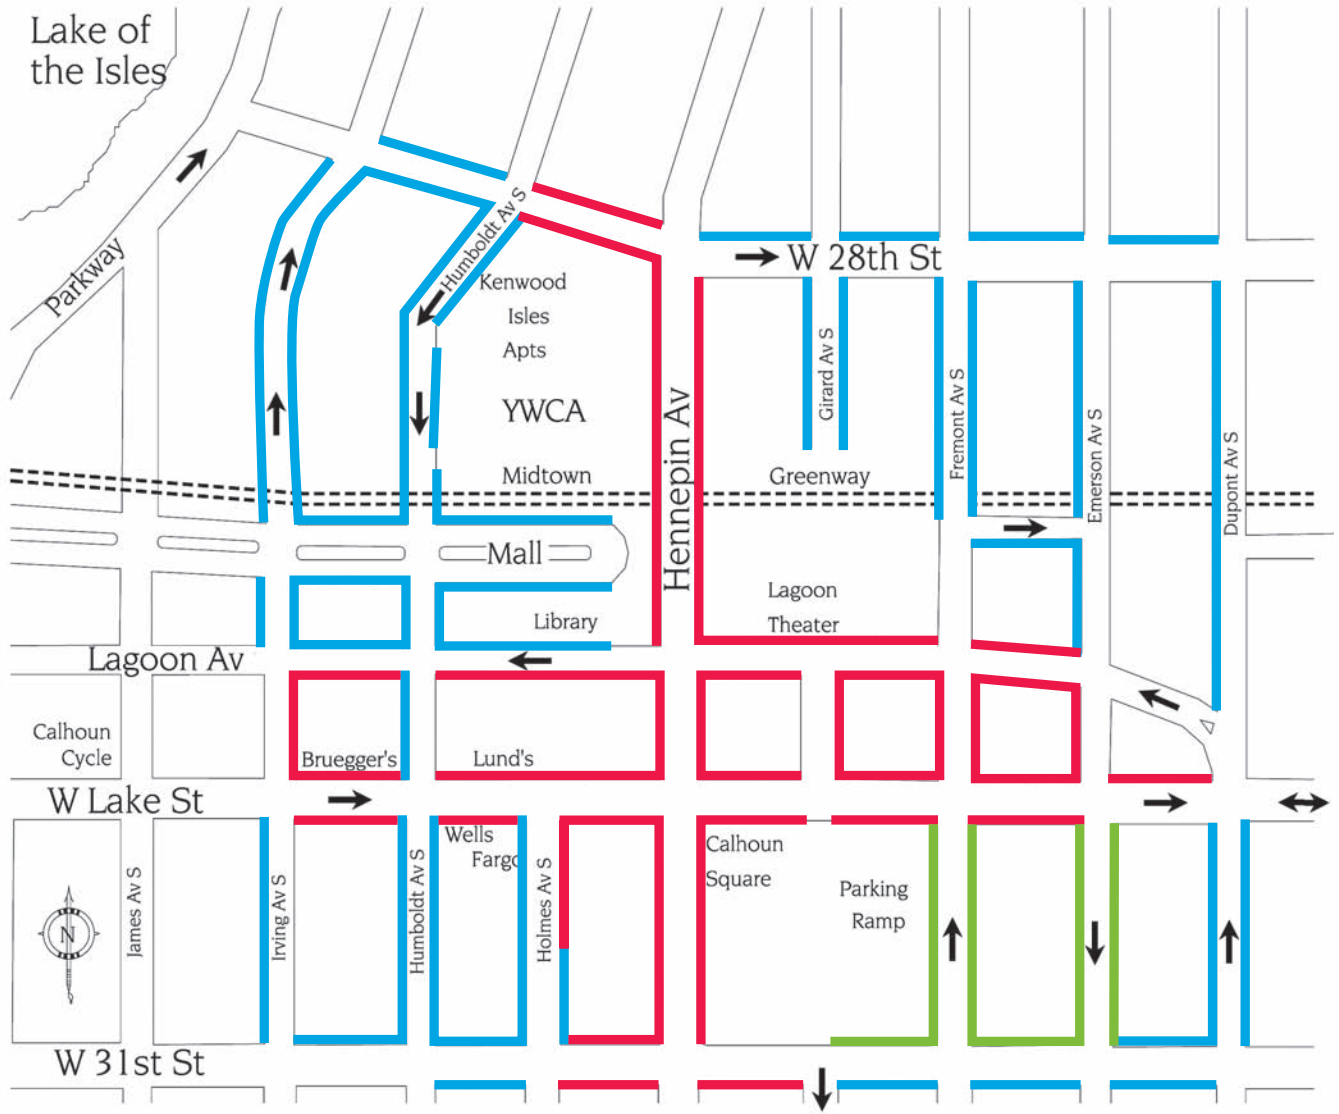 Lake of
the Isles
Parkway
Humboldt Av S
W 28th St
Kenwood
Isles
Apts
YWCA
Midtown
Greenway
Hennepin Av
Girard Av S
Fremont Av S
Emerson Av S
Dupont Av S
Mall
Library
Lagoon
Theater
Lagoon Av
Calhoun
Cycle
Bruegger's
Lund's
W Lake St
Wells
Fargo
Calhoun
Square
Parking
Ramp
James Av S
Irving Av S
Humboldt Av S
Holmes Av S
N
W 31st St